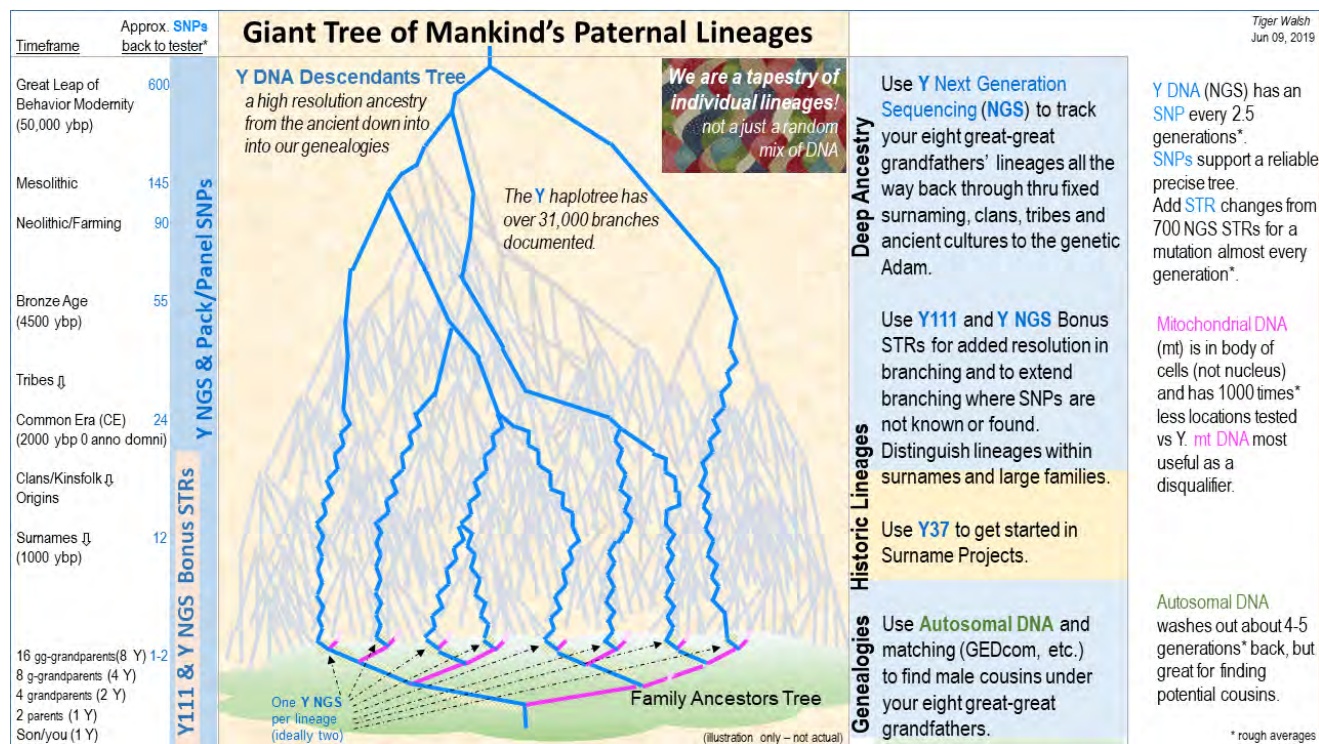 Giant Tree of Mankind's Paternal Lineages
Tiger Walsh
Jun 09, 2019
Timeframe
Approx. SNPs
back to tester*
Great Leap of
Behavior Modernity
(50,000 ybp)
600
Mesolithic
145
Neolithic/Farming
90
Bronze Age
(4500 ybp)
55
Tribes ⇩
Common Era (CE)
(2000 ybp 0 anno domni)
24
Clans/Kinsfolk ⇩
Origins
Surnames ⇩
(1000 ybp)
12
16 gg-grandparents(8 Y)
1-2
8 g-grandparents (4 Y)
4 grandparents (2 Y)
2 parents (1 Y)
Son/you (1 Y)
Y NGS & Pack/Panel SNPs
Y111 & Y NGS Bonus STRs
Y DNA Descendants Tree
a high resolution ancestry
from the ancient down into
into our genealogies
We are a tapestry of
individual lineages!
not a just a random
mix of DNA
The Y haplotree has
over 31,000 branches
documented.
One Y NGS
per lineage
(ideally two)
Family Ancestors Tree
(illustration only – not actual)
Deep Ancestry
Use Y Next Generation
Sequencing (NGS) to track
your eight great-great
grandfathers' lineages all the
way back through thru fixed
surnaming, clans, tribes and
ancient cultures to the genetic
Adam.
Use Y111 and Y NGS Bonus
STRs for added resolution in
branching and to extend
branching where SNPs are
not known or found.
Distinguish lineages within
surnames and large families.
Historic Lineages
Use Y37 to get started in
Surname Projects.
Genealogies
Use Autosomal DNA and
matching (GEDcom, etc.)
to find male cousins under
your eight great-great
grandfathers.
Y DNA (NGS) has an
SNP every 2.5
generations*.
SNPs support a reliable
precise tree.
Add STR changes from
700 NGS STRs for a
mutation almost every
generation*.
Mitochondrial DNA
(mt) is in body of
cells (not nucleus)
and has 1000 times*
less locations tested
vs Y. mt DNA most
useful as a
disqualifier.
Autosomal DNA
washes out about 4-5
generations* back, but
great for finding
potential cousins.
* rough averages